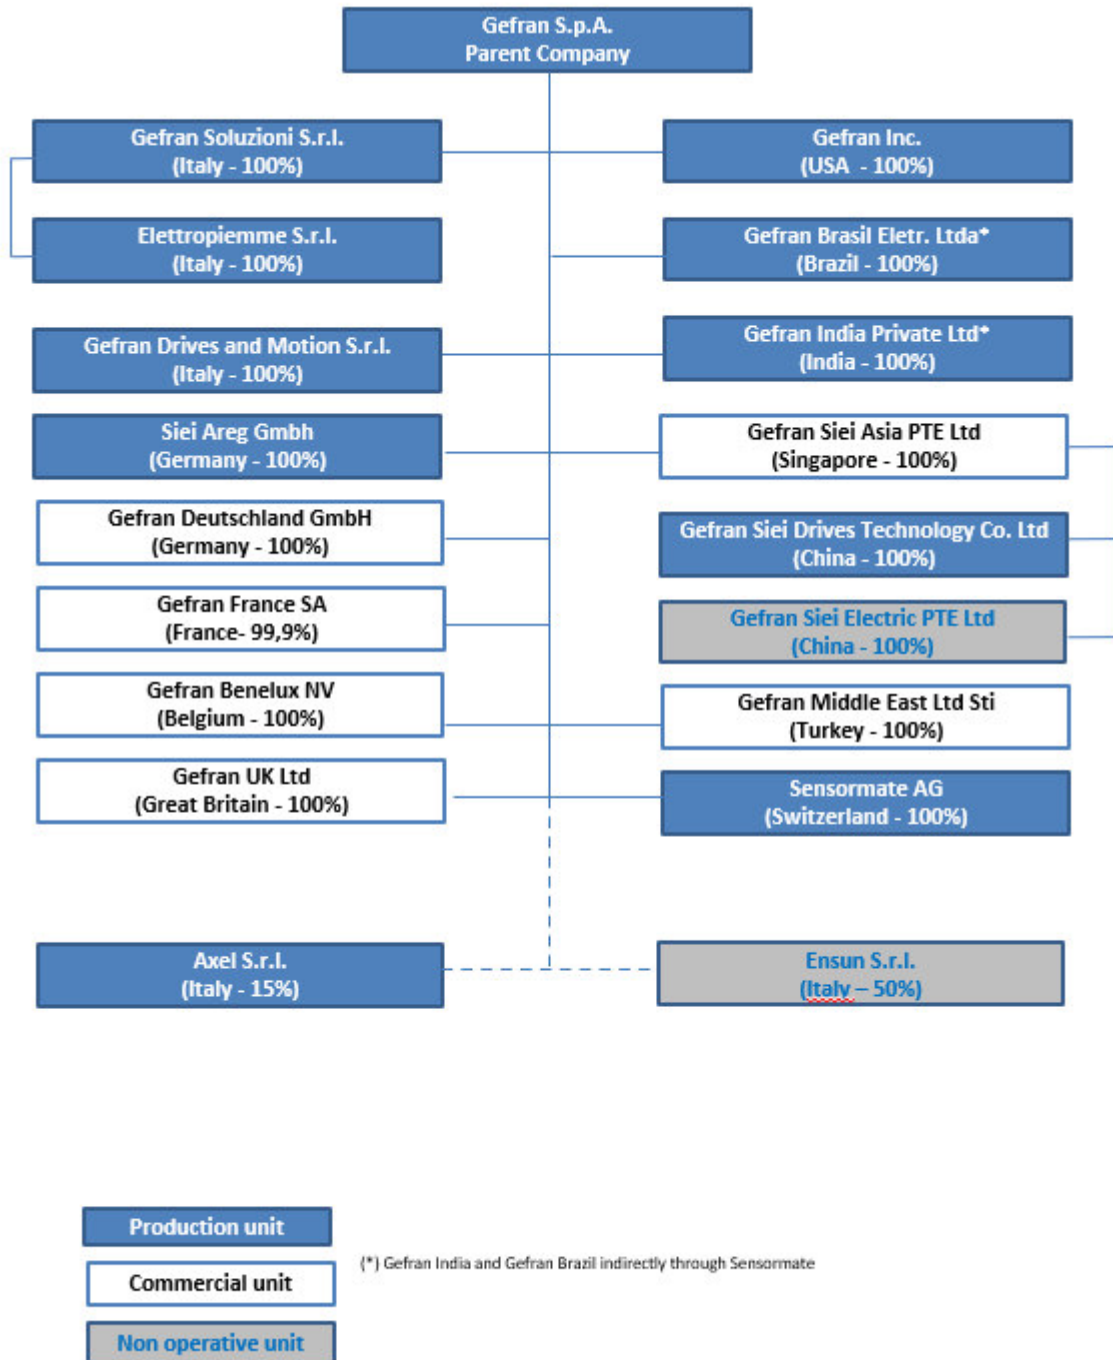 Gefran S.p.A.
Parent Company
Gefran Soluzioni S.r.l.
(Italy - 100%)
Gefran Inc.
(USA - 100%)
Elettropiemme S.r.l.
(Italy - 100%)
Gefran Brasil Eletr. Ltda*
(Brazil - 100%)
Gefran Drives and Motion S.r.l.
(Italy - 100%)
Gefran India Private Ltd*
(India - 100%)
Siei Areg Gmbh
(Germany - 100%)
Gefran Siei Asia PTE Ltd
(Singapore - 100%)
Gefran Deutschland GmbH
(Germany - 100%)
Gefran Siei Drives Technology Co. Ltd
(China - 100%)
Gefran France SA
(France- 99,9%)
Gefran Siei Electric PTE Ltd
(China - 100%)
Gefran Benelux NV
(Belgium - 100%)
Gefran Middle East Ltd Sti
(Turkey - 100%)
Gefran UK Ltd
(Great Britain - 100%)
Sensormate AG
(Switzerland - 100%)
Axel S.r.l.
(Italy - 15%)
Ensun S.r.l.
(Italy – 50%)
Production unit
Commercial unit
(*) Gefran India and Gefran Brazil indirectly through Sensormate
Non operative unit